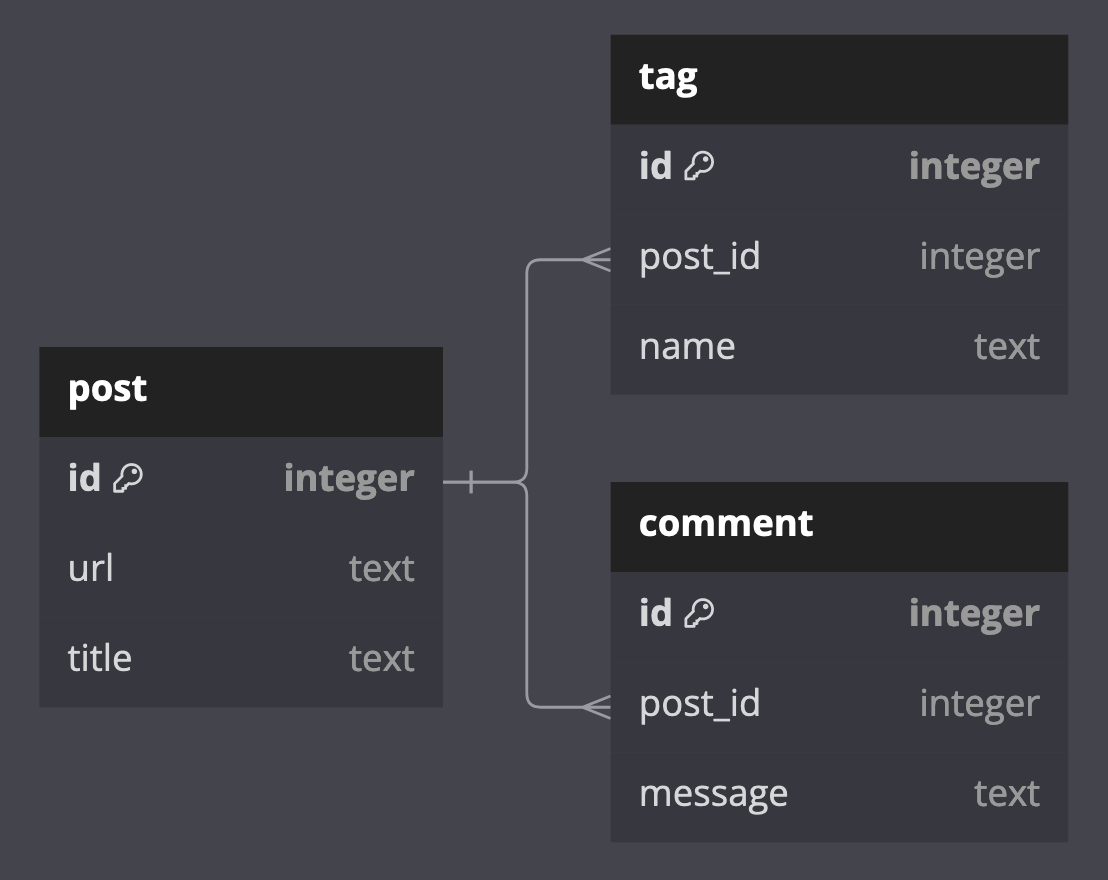 tag
id integer
post_id integer
name text
post
id integer
url text
title text
comment
id integer
post_id integer
message text